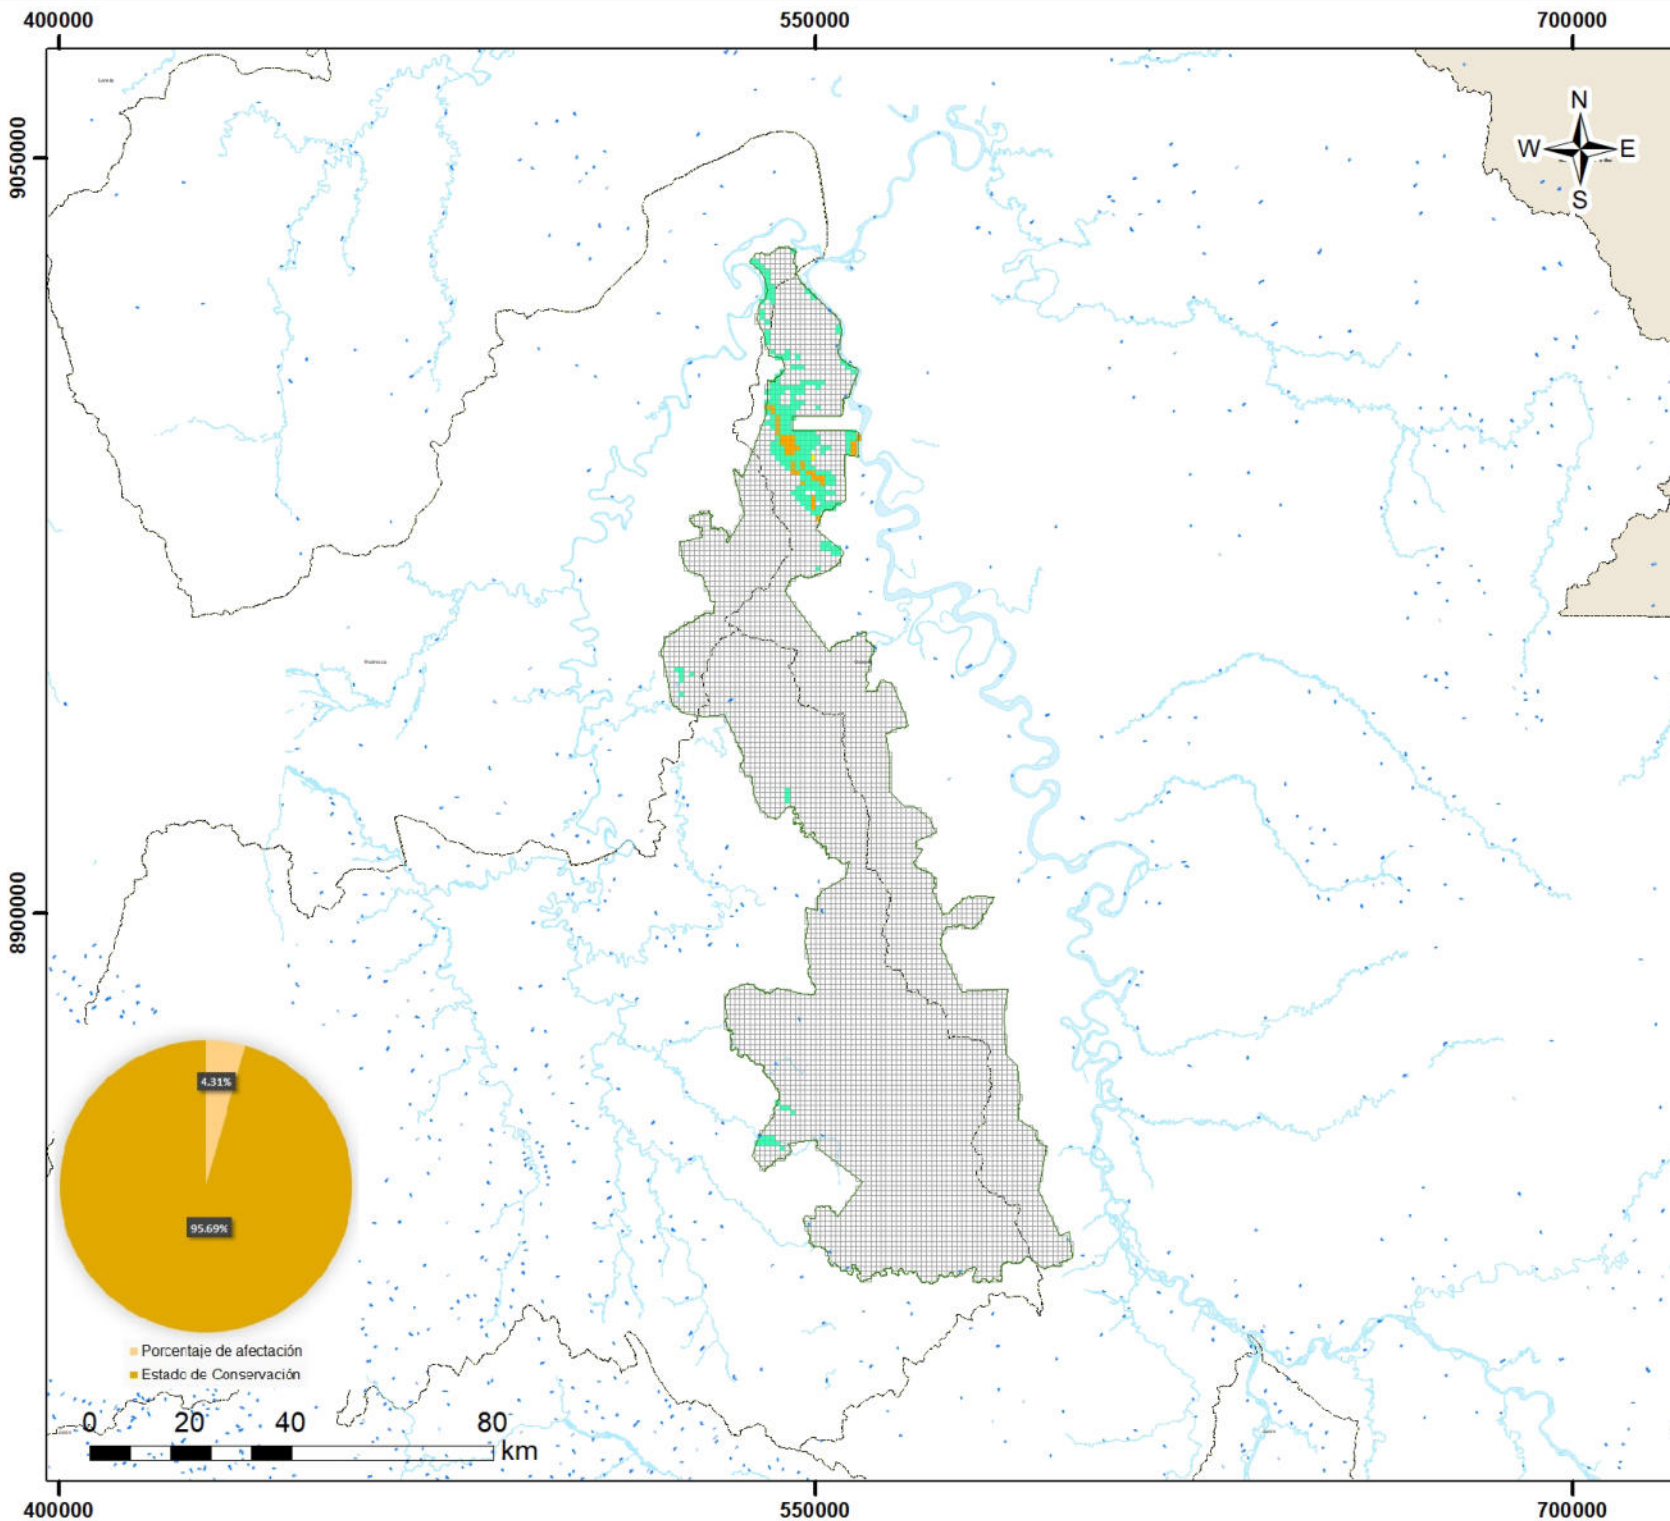 400000 550000 700000
N
W E
S
9050000
8900000
4.31%
95.69%
Porcentaje de afectación
Estado de Conservación
0 20 40 80
km
400000 550000 700000